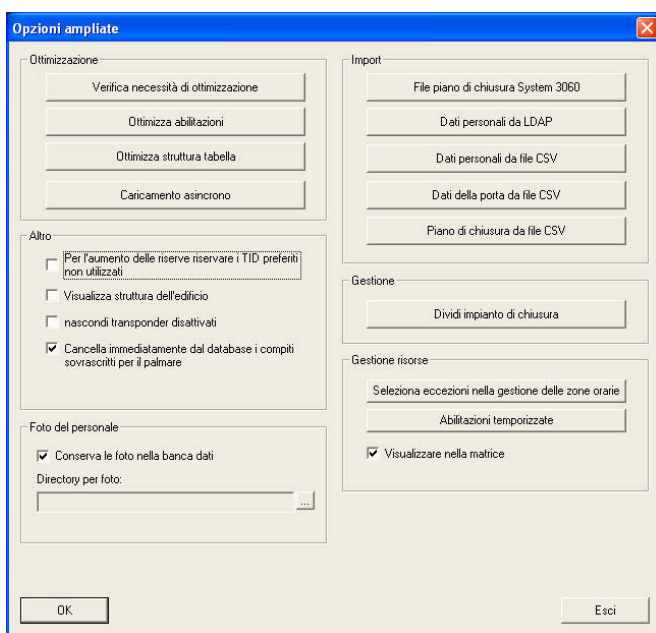 Opzioni ampliate
Ottimizzazione
Verifica necessità di ottimizzazione
Ottimizza abilitazioni
Ottimizza struttura tabella
Caricamento asincrono
Altro
Per l'aumento delle riserve riservare i TID preferiti
non utilizzati
Visualizza struttura dell'edificio
nascondi transponder disattivati
Cancella immediatamente dal database i compiti
sovrascritti per il palmare
Foto del personale
Conserva le foto nella banca dati
Directory per foto:
...
Import
File piano di chiusura System 3060
Dati personali da LDAP
Dati personali da file CSV
Dati della porta da file CSV
Piano di chiusura da file CSV
Gestione
Dividi impianto di chiusura
Gestione risorse
Seleziona eccezioni nella gestione delle zone orarie
Abilitazioni temporizzate
Visualizzare nella matrice
OK
Esci